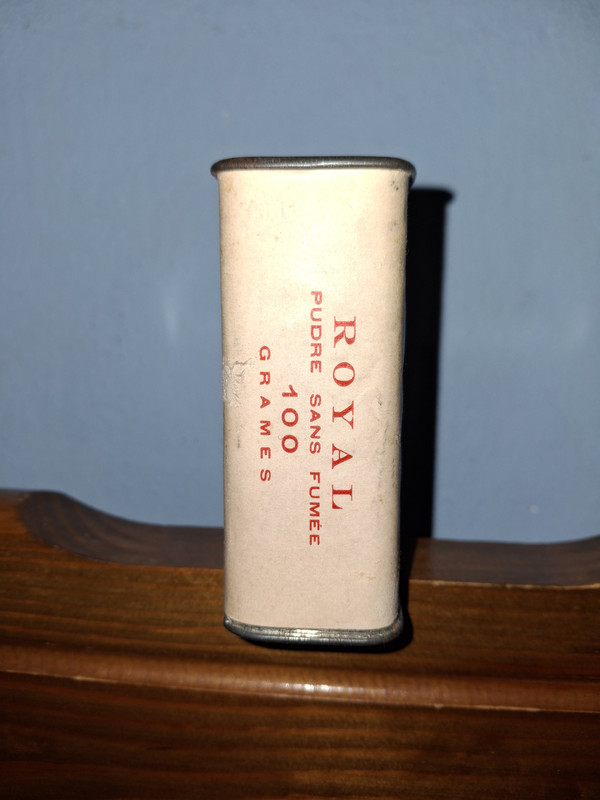 ROYAL
PUDRE SANS FUMÉE
100
GRAMES